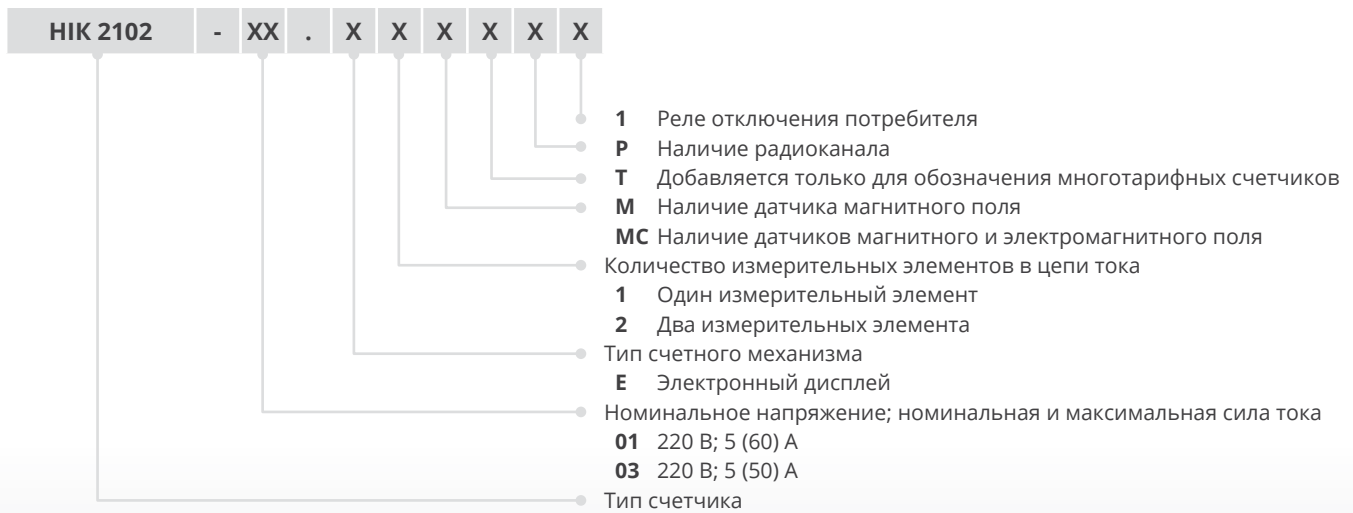 НІК 2102 - XX . X X X X X X
1 Реле отключения потребителя
P Наличие радиоканала
T Добавляется только для обозначения многотарифных счетчиков
M Наличие датчика магнитного поля
MC Наличие датчиков магнитного и электромагнитного поля
Количество измерительных элементов в цепи тока
1 Один измерительный элемент
2 Два измерительных элемента
Тип счетного механизма
E Электронный дисплей
Номинальное напряжение; номинальная и максимальная сила тока
01 220 В; 5 (60) А
03 220 В; 5 (50) А
Тип счетчика